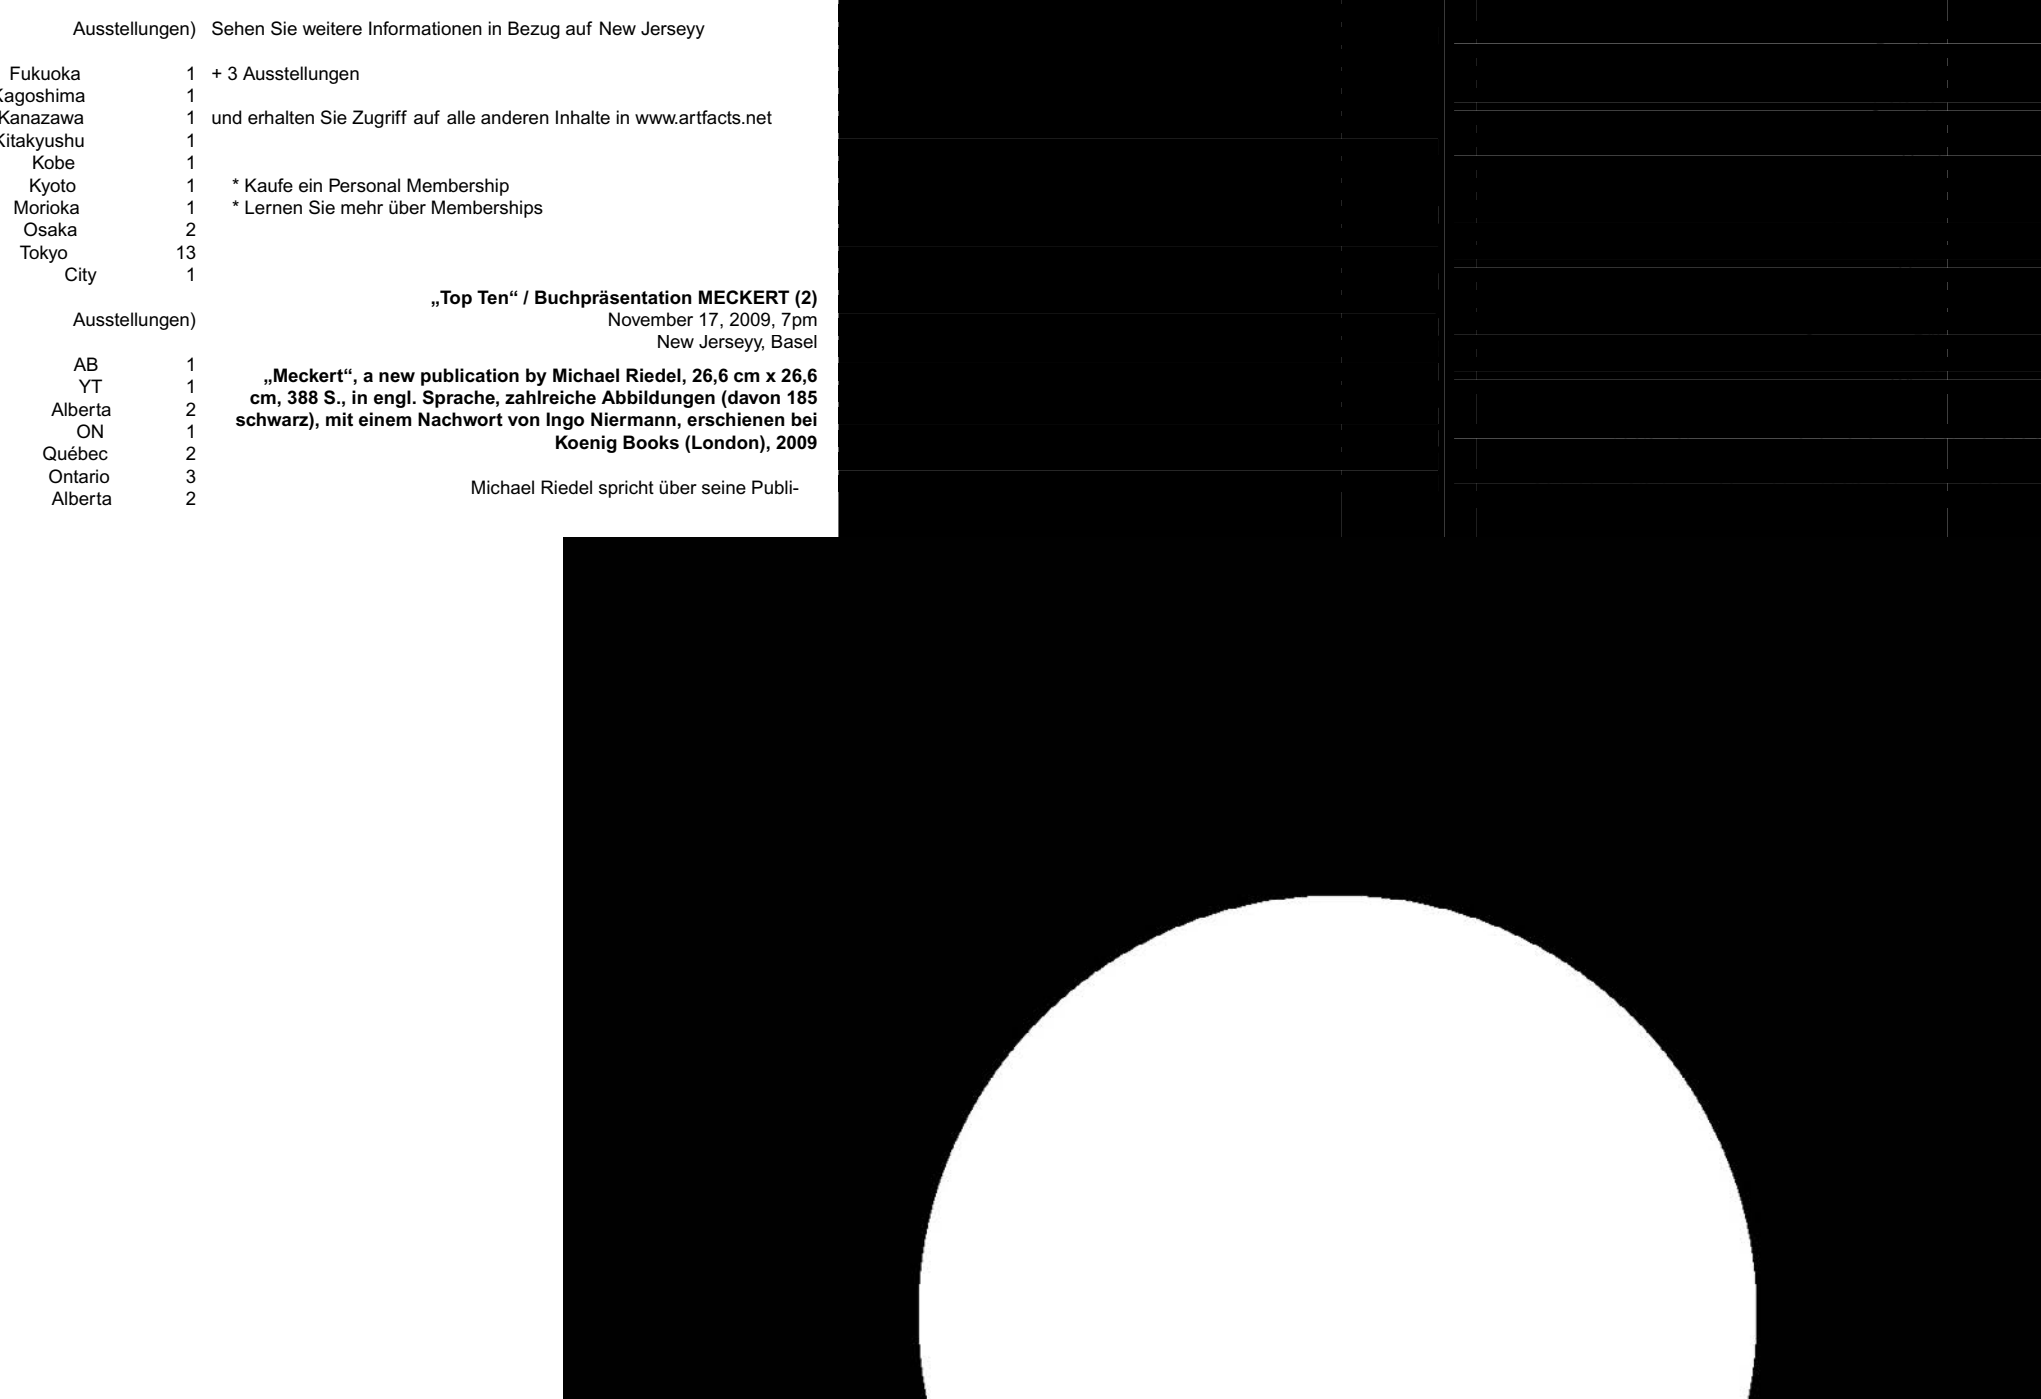 Ausstellungen) Sehen Sie weitere Informationen in Bezug auf New Jerseyy
Fukuoka 1 + 3 Ausstellungen
Kagoshima 1
Kanazawa 1 und erhalten Sie Zugriff auf alle anderen Inhalte in www.artfacts.net
Kitakyushu 1
Kobe 1
Kyoto 1 * Kaufe ein Personal Membership
Morioka 1 * Lernen Sie mehr über Memberships
Osaka 2
Tokyo 13
City 1
„Top Ten“ / Buchpräsentation MECKERT (2)
Ausstellungen) November 17, 2009, 7pm
New Jerseyy, Basel
AB 1
„Meckert“, a new publication by Michael Riedel, 26,6 cm x 26,6
YT 1
cm, 388 S., in engl. Sprache, zahlreiche Abbildungen (davon 185
Alberta 2
schwarz), mit einem Nachwort von Ingo Niermann, erschienen bei
ON 1
Koenig Books (London), 2009
Québec 2
Ontario 3
Michael Riedel spricht über seine Publi-
Alberta 2